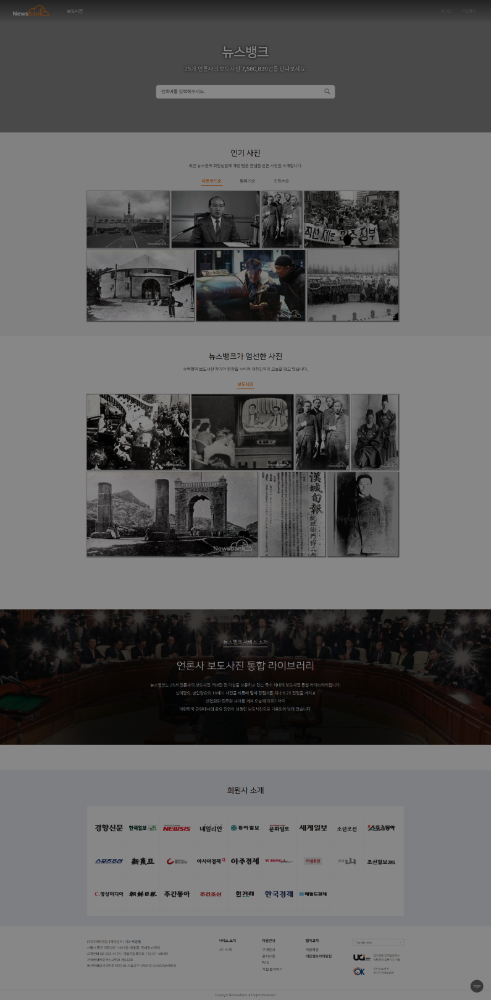 Newsbank
보도사진
로그인
뉴스뱅크
25개 언론사의 보도사진 7,580,839건을 만나보세요.
검색어를 입력해주세요.
인기 사진
최근 뉴스뱅크 회원님들께 가장 많은 관심을 받은 사진을 소개합니다.
다운로드순 찜하기순 조회수순
Newsbank
직선제로 민주정부
Newsbank
뉴스뱅크가 엄선한 사진
수백명의 보도사진 작가가 현장을 누비며 대한민국의 오늘을 담고 있습니다.
보도사진
Newsbank
漢城旬報
Newsbank
뉴스뱅크 서비스 소개
언론사 보도사진 통합 라이브러리
뉴스뱅크는 25개 언론사의 보도사진 758만 컷 이상을 보유하고 있는 국내 최대의 보도사진 통합 라이브러리입니다.
신미양요, 병인양요의 19세기 사진을 비롯해 일제 강점기를 지나 6.25 전쟁을 거치고
산업화와 민주화 시대를 거쳐 오늘에 이르기까지
대한민국 근현대사의 중요 장면이 생생한 보도사진으로 기록되어 남아 있습니다.
회원사 소개
경향신문 한국일보 NEWSIS 데일리안 동아일보 문화일보 세계일보 소년조선 스포츠동아
스포츠조선 新東亞 아시아경제 아주경제 여성조선 山 조선일보JNS
C.영상미디어 朝鮮日報 주간동아 주간조선 한겨레 한국경제 헤럴드경제
서비스 소개 이용안내 법적고지
Family site
UCI 소개 구매안내 이용약관
공지사항 개인정보처리방침
FAQ
직접 문의하기
UCI
OK
TOP
Copyright © NewsBank. All Rights Reserved.